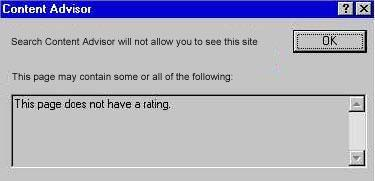 Content Advisor
Search Content Advisor will not allow you to see this site
OK
This page may contain some or all of the following:
This page does not have a rating.